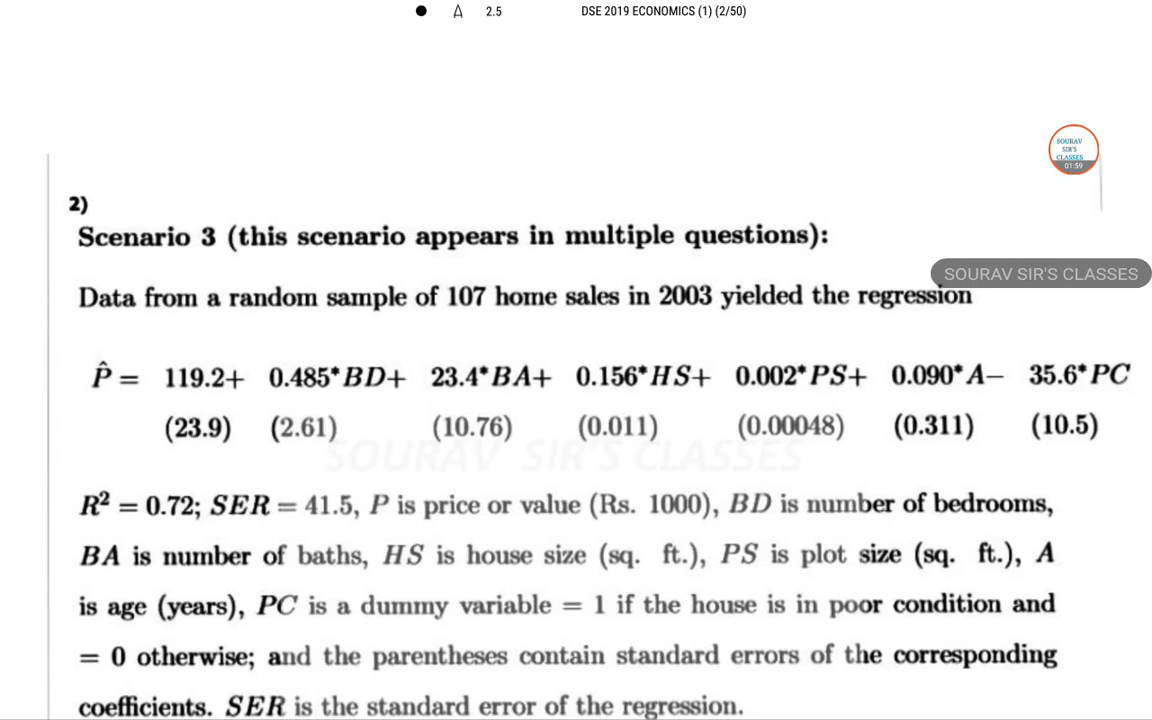 2.5 DSE 2019 ECONOMICS (1) (2/50)
SOURAV
SIR'S
CLASSES
01:59
2)
Scenario 3 (this scenario appears in multiple questions):
SOURAV SIR'S CLASSES
Data from a random sample of 107 home sales in 2003 yielded the regression
P̂ = 119.2+ 0.485*BD+ 23.4*BA+ 0.156*HS+ 0.002*PS+ 0.090*A− 35.6*PC
(23.9) (2.61) (10.76) (0.011) (0.00048) (0.311) (10.5)
SOURAV SIR'S CLASSES
R² = 0.72; SER = 41.5, P is price or value (Rs. 1000), BD is number of bedrooms,
BA is number of baths, HS is house size (sq. ft.), PS is plot size (sq. ft.), A
is age (years), PC is a dummy variable = 1 if the house is in poor condition and
= 0 otherwise; and the parentheses contain standard errors of the corresponding
coefficients. SER is the standard error of the regression.